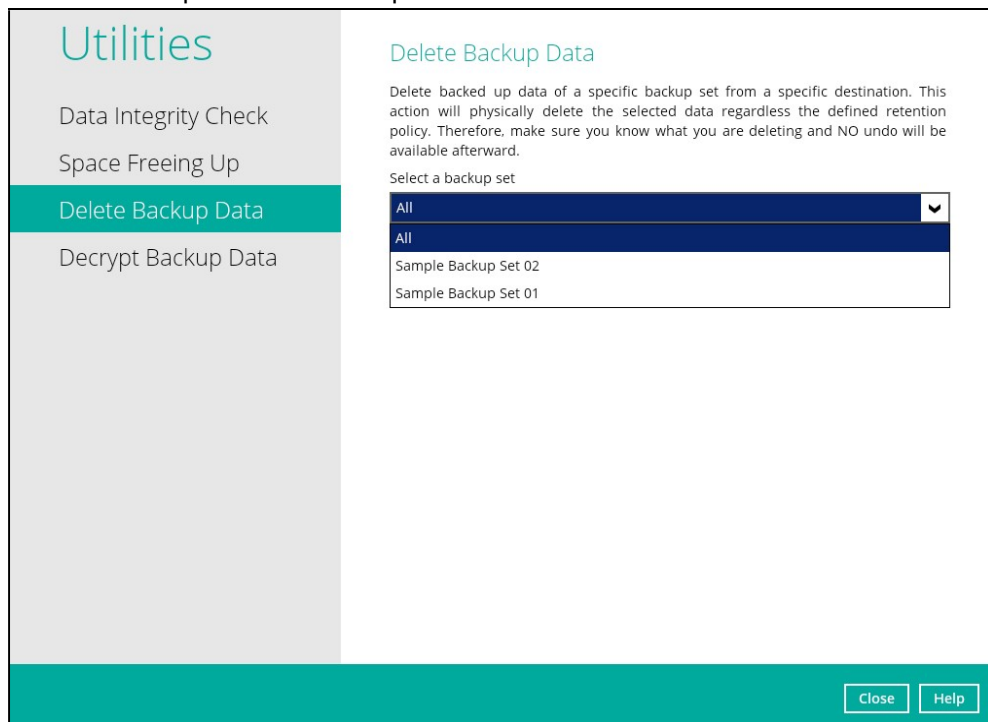 Utilities
Data Integrity Check
Space Freeing Up
Delete Backup Data
Decrypt Backup Data
Delete Backup Data
Delete backed up data of a specific backup set from a specific destination. This
action will physically delete the selected data regardless the defined retention
policy. Therefore, make sure you know what you are deleting and NO undo will be
available afterward.
Select a backup set
All
All
Sample Backup Set 02
Sample Backup Set 01
Close
Help